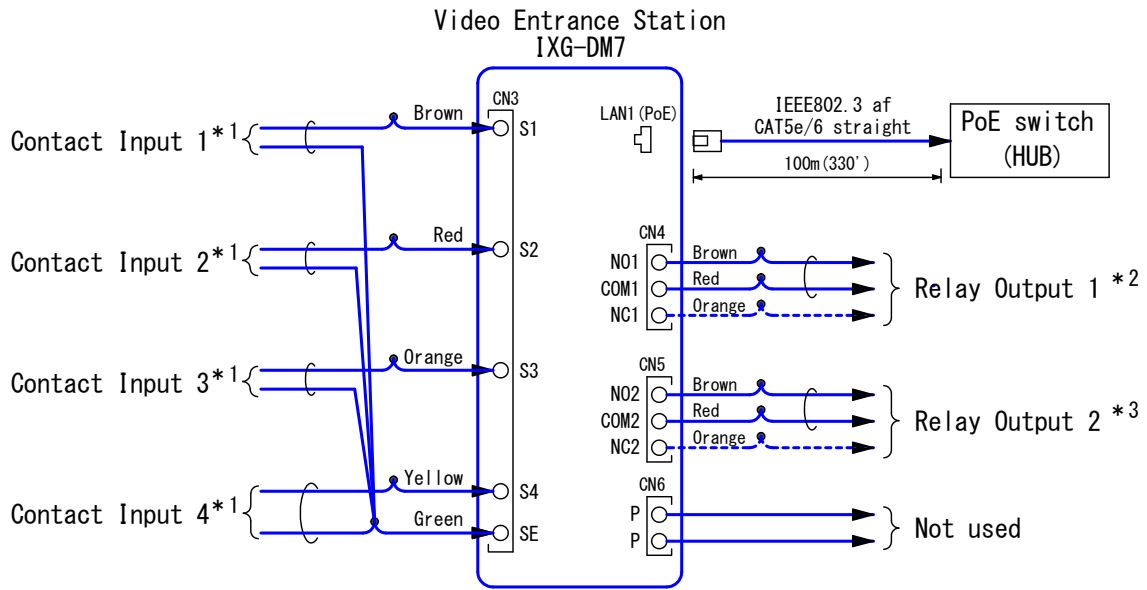 Video Entrance Station
IXG-DM7
CN3
Contact Input 1*1
Brown
S1
Contact Input 2*1
Red
S2
Contact Input 3*1
Orange
S3
Contact Input 4*1
Yellow
S4
Green
SE
LAN1 (PoE)
IEEE802.3 af
CAT5e/6 straight
100m(330')
PoE switch
(HUB)
CN4
NO1
Brown
COM1
Red
NC1
Orange
Relay Output 1 *2
CN5
NO2
Brown
COM2
Red
NC2
Orange
Relay Output 2 *3
CN6
P
P
Not used